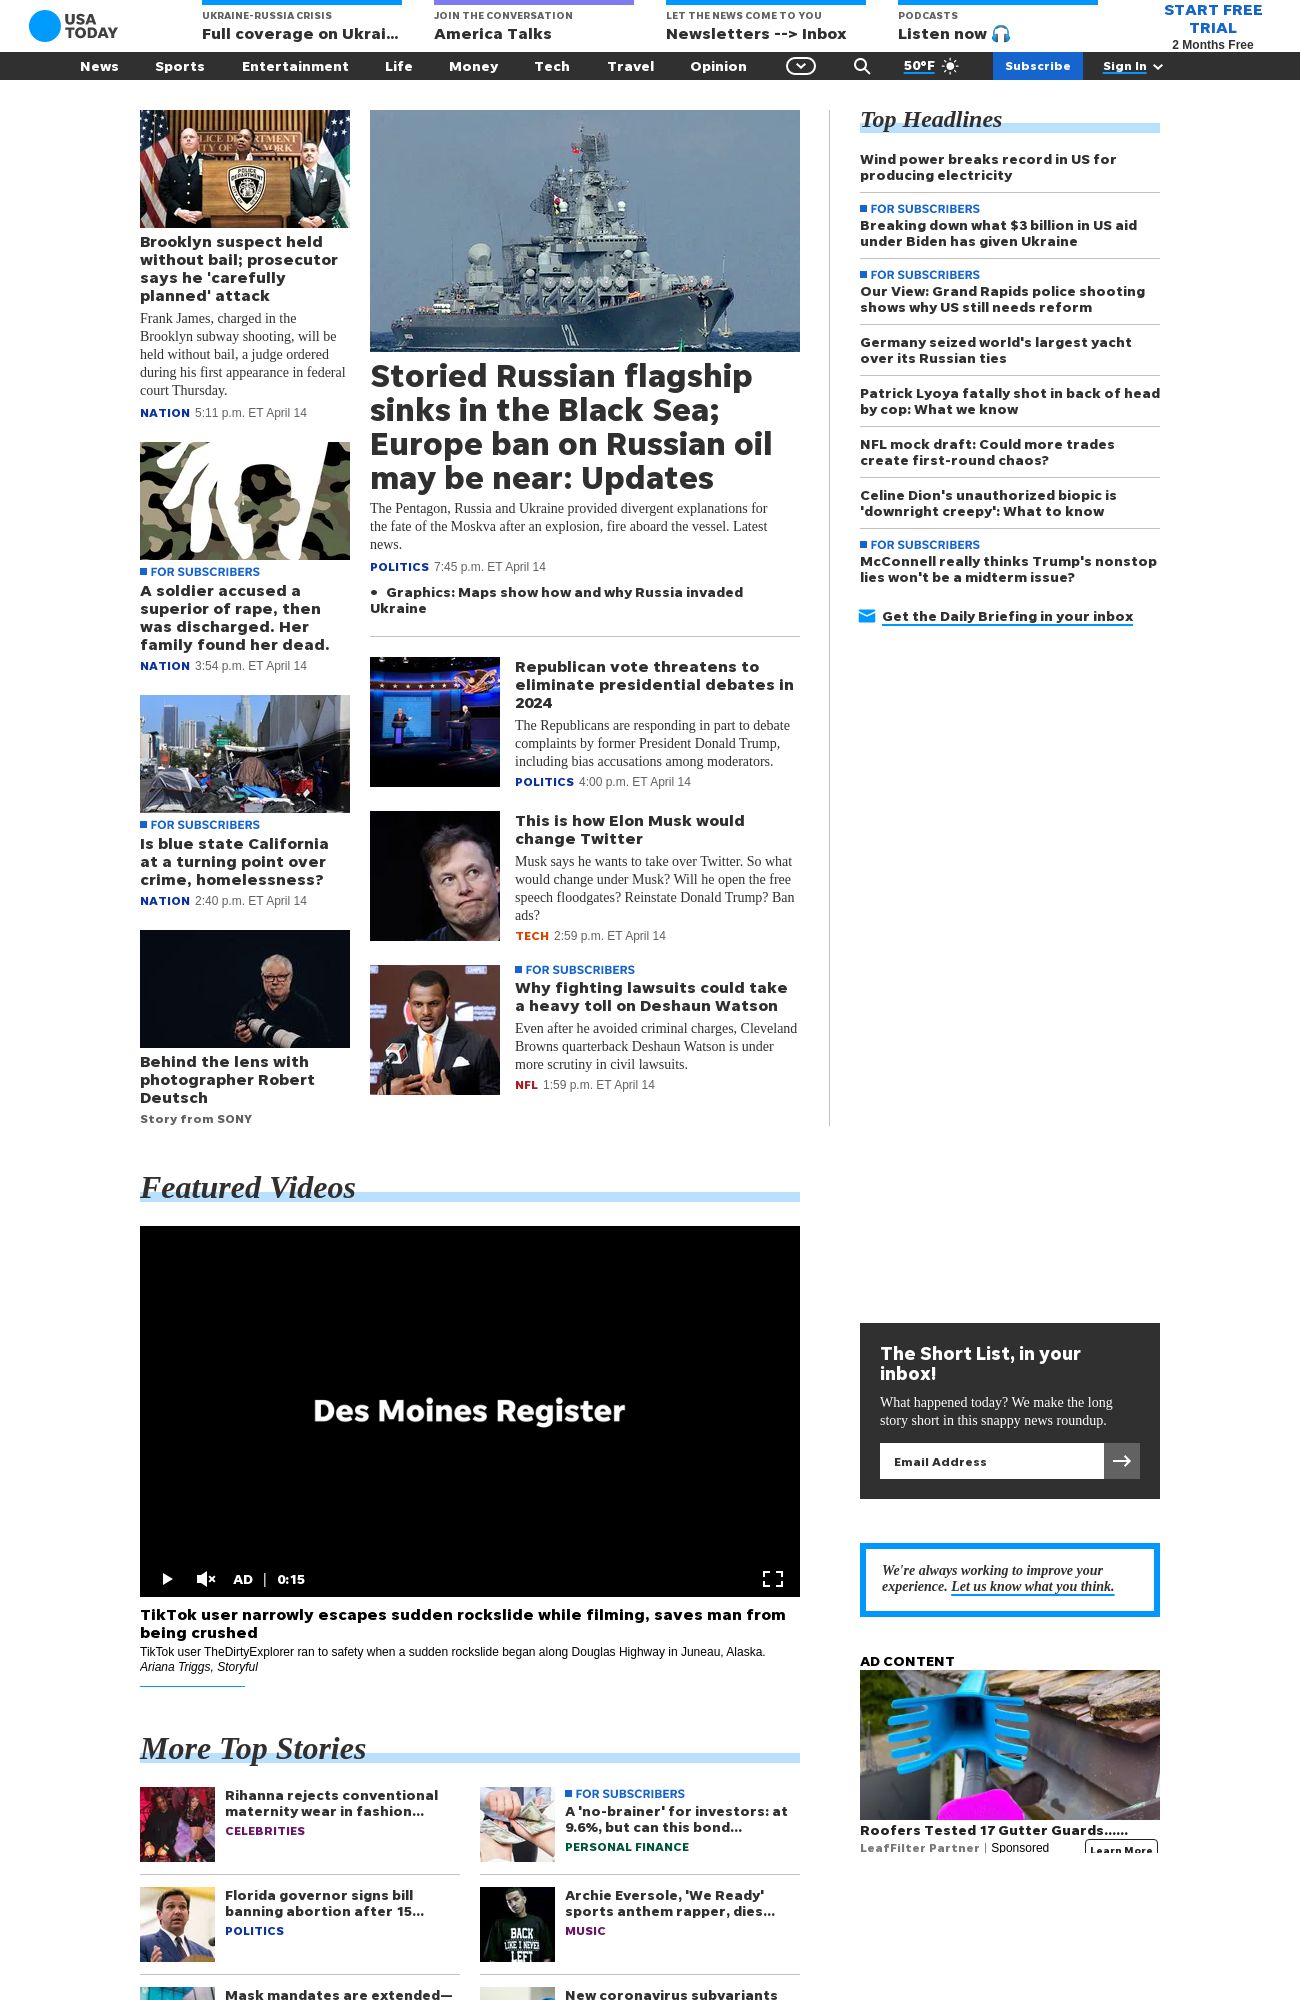 USA
TODAY
UKRAINE-RUSSIA CRISIS
Full coverage on Ukrai...
JOIN THE CONVERSATION
America Talks
LET THE NEWS COME TO YOU
Newsletters --> Inbox
PODCASTS
Listen now 🎧
START FREE
TRIAL
2 Months Free
News Sports Entertainment Life Money Tech Travel Opinion 50°F Subscribe Sign In
POLICE DEPARTMENT
CITY OF NEW YORK
Brooklyn suspect held
without bail; prosecutor
says he 'carefully
planned' attack
Frank James, charged in the
Brooklyn subway shooting, will be
held without bail, a judge ordered
during his first appearance in federal
court Thursday.
NATION 5:11 p.m. ET April 14
FOR SUBSCRIBERS
A soldier accused a
superior of rape, then
was discharged. Her
family found her dead.
NATION 3:54 p.m. ET April 14
FOR SUBSCRIBERS
Is blue state California
at a turning point over
crime, homelessness?
NATION 2:40 p.m. ET April 14
Behind the lens with
photographer Robert
Deutsch
Story from SONY
121
Storied Russian flagship
sinks in the Black Sea;
Europe ban on Russian oil
may be near: Updates
The Pentagon, Russia and Ukraine provided divergent explanations for
the fate of the Moskva after an explosion, fire aboard the vessel. Latest
news.
POLITICS 7:45 p.m. ET April 14
• Graphics: Maps show how and why Russia invaded
Ukraine
Republican vote threatens to
eliminate presidential debates in
2024
The Republicans are responding in part to debate
complaints by former President Donald Trump,
including bias accusations among moderators.
POLITICS 4:00 p.m. ET April 14
This is how Elon Musk would
change Twitter
Musk says he wants to take over Twitter. So what
would change under Musk? Will he open the free
speech floodgates? Reinstate Donald Trump? Ban
ads?
TECH 2:59 p.m. ET April 14
FOR SUBSCRIBERS
Why fighting lawsuits could take
a heavy toll on Deshaun Watson
Even after he avoided criminal charges, Cleveland
Browns quarterback Deshaun Watson is under
more scrutiny in civil lawsuits.
NFL 1:59 p.m. ET April 14
Top Headlines
Wind power breaks record in US for
producing electricity
FOR SUBSCRIBERS
Breaking down what $3 billion in US aid
under Biden has given Ukraine
FOR SUBSCRIBERS
Our View: Grand Rapids police shooting
shows why US still needs reform
Germany seized world's largest yacht
over its Russian ties
Patrick Lyoya fatally shot in back of head
by cop: What we know
NFL mock draft: Could more trades
create first-round chaos?
Celine Dion's unauthorized biopic is
'downright creepy': What to know
FOR SUBSCRIBERS
McConnell really thinks Trump's nonstop
lies won't be a midterm issue?
Get the Daily Briefing in your inbox
Featured Videos
Des Moines Register
AD | 0:15
TikTok user narrowly escapes sudden rockslide while filming, saves man from
being crushed
TikTok user TheDirtyExplorer ran to safety when a sudden rockslide began along Douglas Highway in Juneau, Alaska.
Ariana Triggs, Storyful
The Short List, in your
inbox!
What happened today? We make the long
story short in this snappy news roundup.
Email Address
We're always working to improve your
experience. Let us know what you think.
AD CONTENT
Roofers Tested 17 Gutter Guards......
LeafFilter Partner | Sponsored
Learn More
More Top Stories
Rihanna rejects conventional
maternity wear in fashion...
CELEBRITIES
FOR SUBSCRIBERS
A 'no-brainer' for investors: at
9.6%, but can this bond...
PERSONAL FINANCE
Florida governor signs bill
banning abortion after 15...
POLITICS
BACK
LIKE I NEVER
LEFT
Archie Eversole, 'We Ready'
sports anthem rapper, dies...
MUSIC
Mask mandates are extended—
New coronavirus subvariants